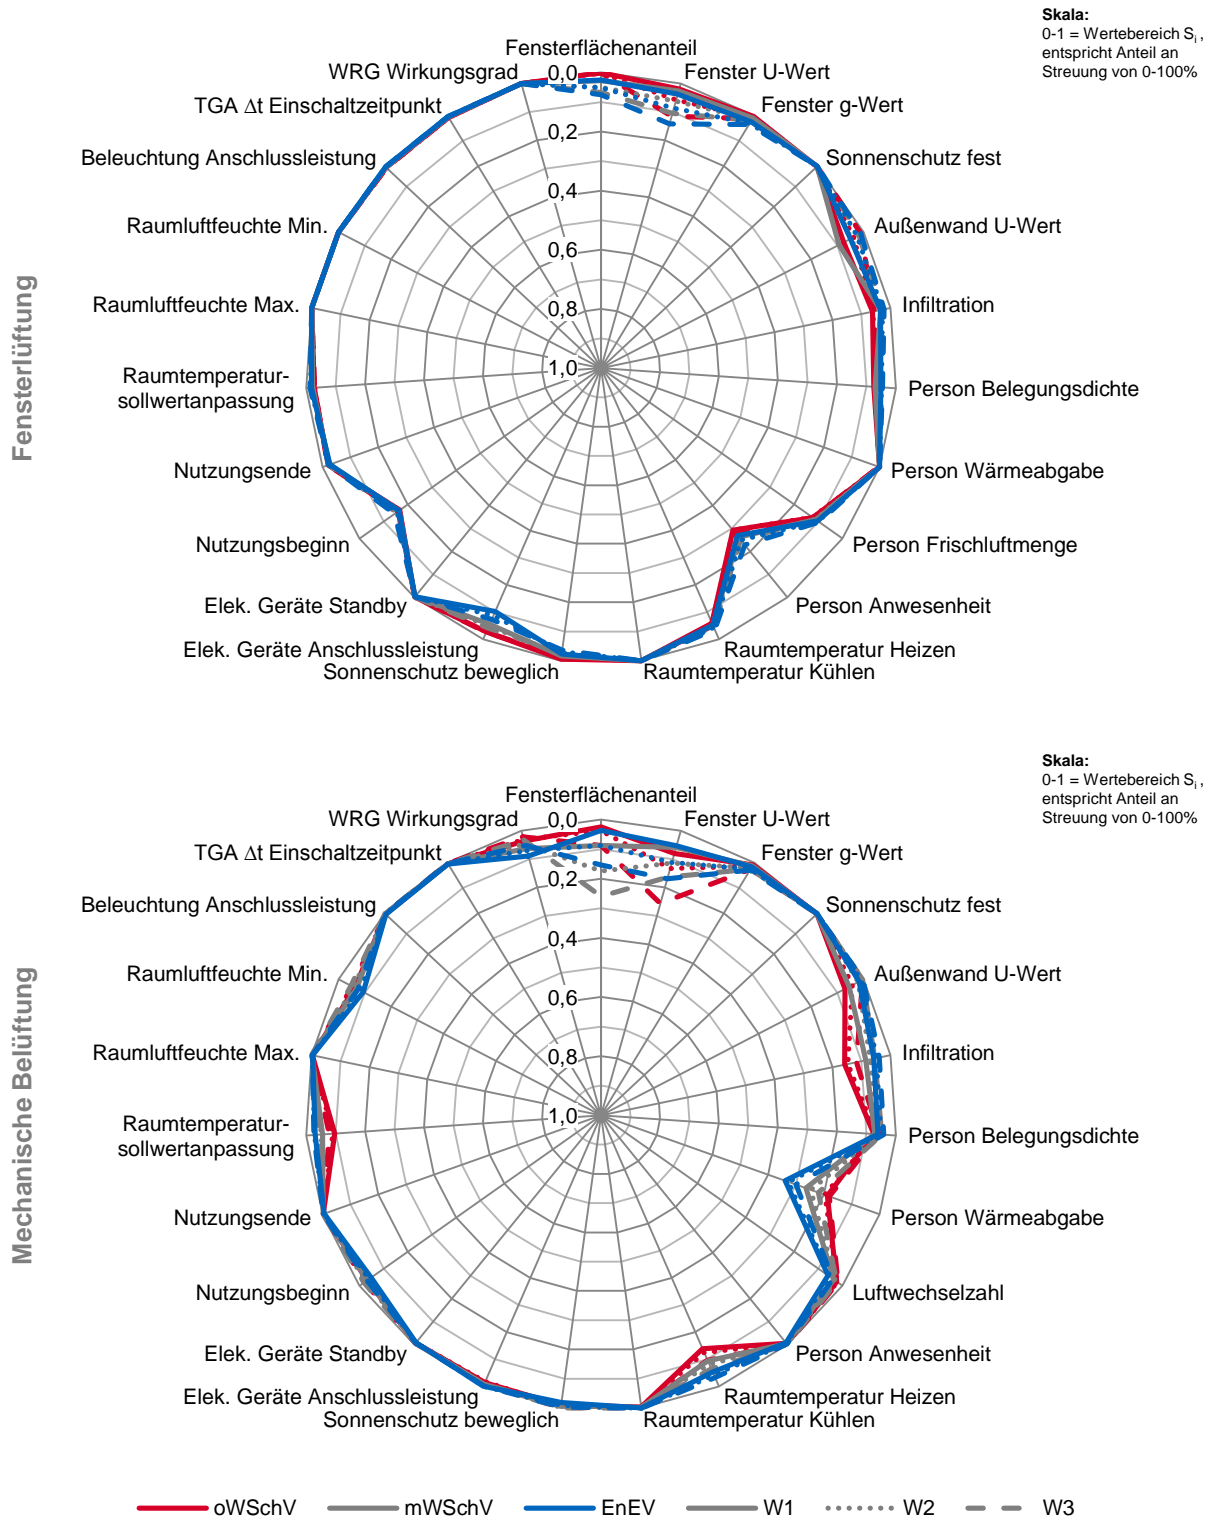 Skala:
0-1 = Wertebereich Si ,
entspricht Anteil an
Streuung von 0-100%
Fensterlüftung
Fensterflächenanteil
Fenster U-Wert
Fenster g-Wert
Sonnenschutz fest
Außenwand U-Wert
Infiltration
Person Belegungsdichte
Person Wärmeabgabe
Person Frischluftmenge
Person Anwesenheit
Raumtemperatur Heizen
Raumtemperatur Kühlen
Sonnenschutz beweglich
Elek. Geräte Anschlussleistung
Elek. Geräte Standby
Nutzungsbeginn
Nutzungsende
Raumtemperatur-
sollwertanpassung
Raumluftfeuchte Max.
Raumluftfeuchte Min.
Beleuchtung Anschlussleistung
TGA Δt Einschaltzeitpunkt
WRG Wirkungsgrad
0,0
0,2
0,4
0,6
0,8
1,0
Skala:
0-1 = Wertebereich Si ,
entspricht Anteil an
Streuung von 0-100%
Mechanische Belüftung
Fensterflächenanteil
Fenster U-Wert
Fenster g-Wert
Sonnenschutz fest
Außenwand U-Wert
Infiltration
Person Belegungsdichte
Person Wärmeabgabe
Luftwechselzahl
Person Anwesenheit
Raumtemperatur Heizen
Raumtemperatur Kühlen
Sonnenschutz beweglich
Elek. Geräte Anschlussleistung
Elek. Geräte Standby
Nutzungsbeginn
Nutzungsende
Raumtemperatur-
sollwertanpassung
Raumluftfeuchte Max.
Raumluftfeuchte Min.
Beleuchtung Anschlussleistung
TGA Δt Einschaltzeitpunkt
WRG Wirkungsgrad
0,0
0,2
0,4
0,6
0,8
1,0
oWSchV mWSchV EnEV W1 W2 W3